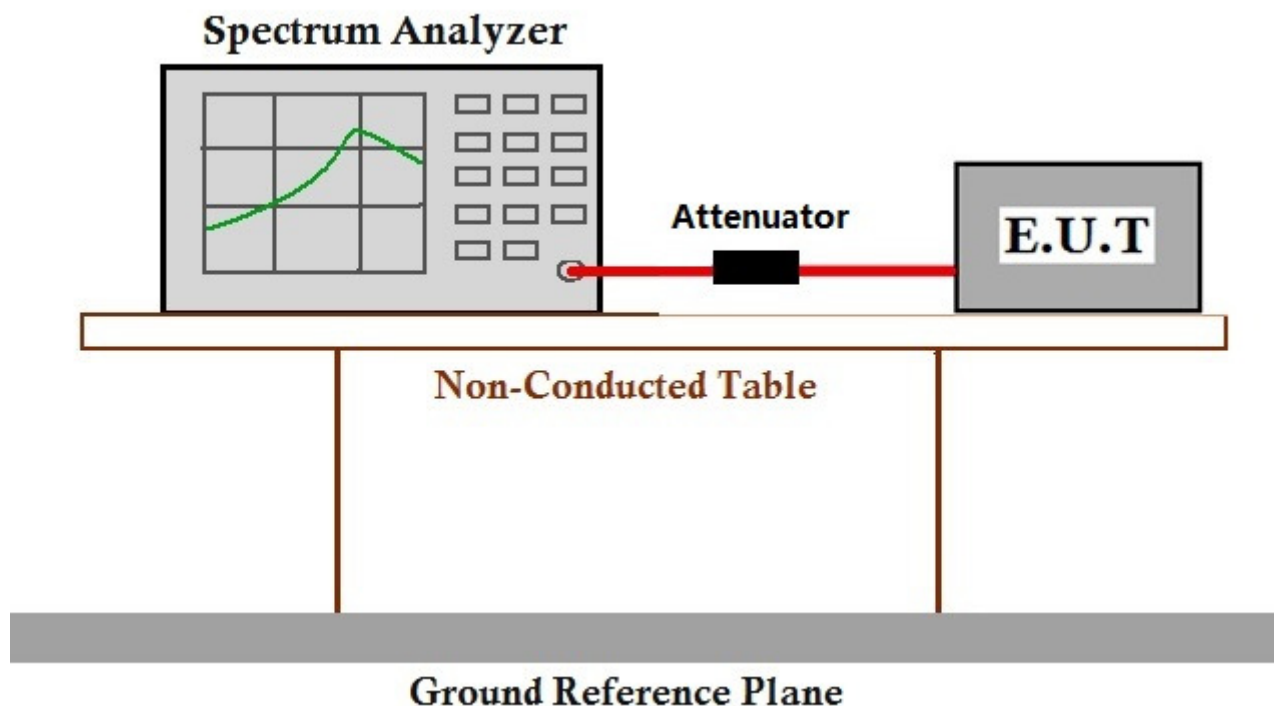 Spectrum Analyzer
Attenuator
E.U.T
Non-Conducted Table
Ground Reference Plane